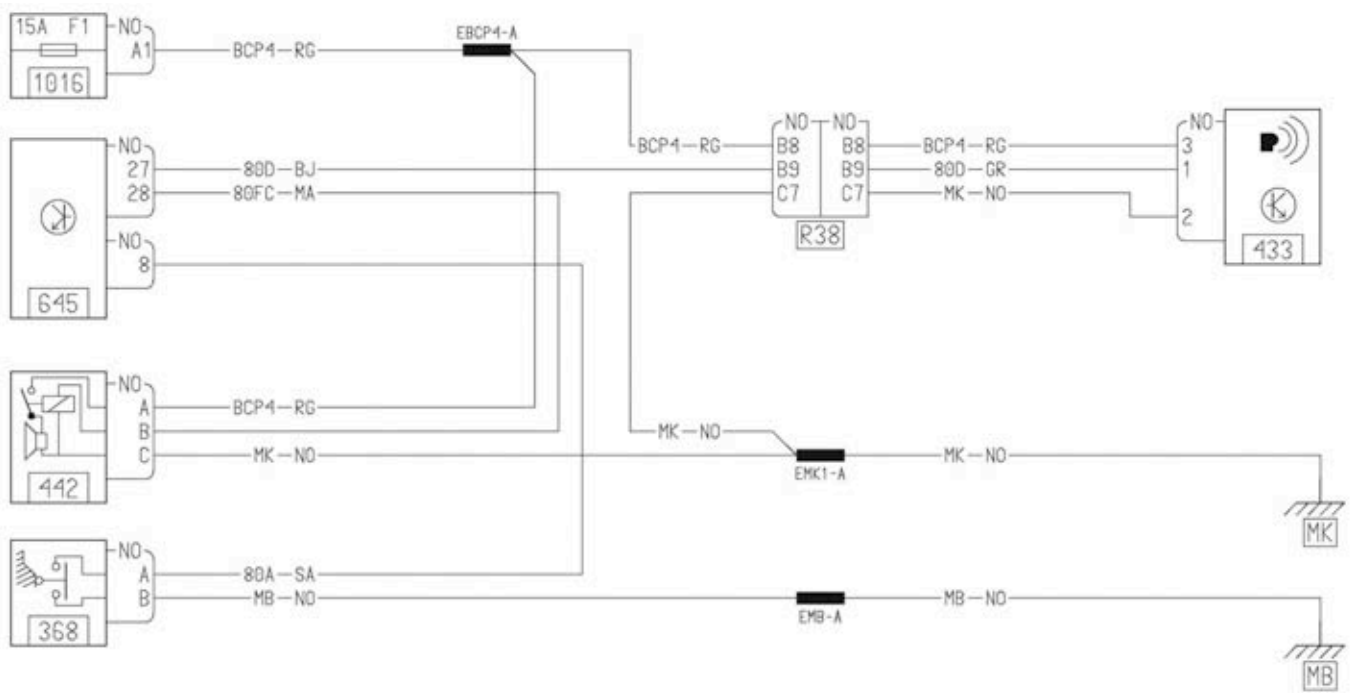 15A F1
NO
A1
BCP4-RG
EBCP4-A
1016
NO
27
80D-BJ
28
80FC-MA
NO
8
645
BCP4-RG
NO
NO
B8
B8
BCP4-RG
B9
B9
80D-GR
C7
C7
MK-NO
R38
NO
3
1
2
P
433
NO
A
BCP4-RG
B
C
MK-NO
442
MK-NO
EMK1-A
MK-NO
MK
NO
A
80A-SA
B
MB-NO
368
EMB-A
MB-NO
MB